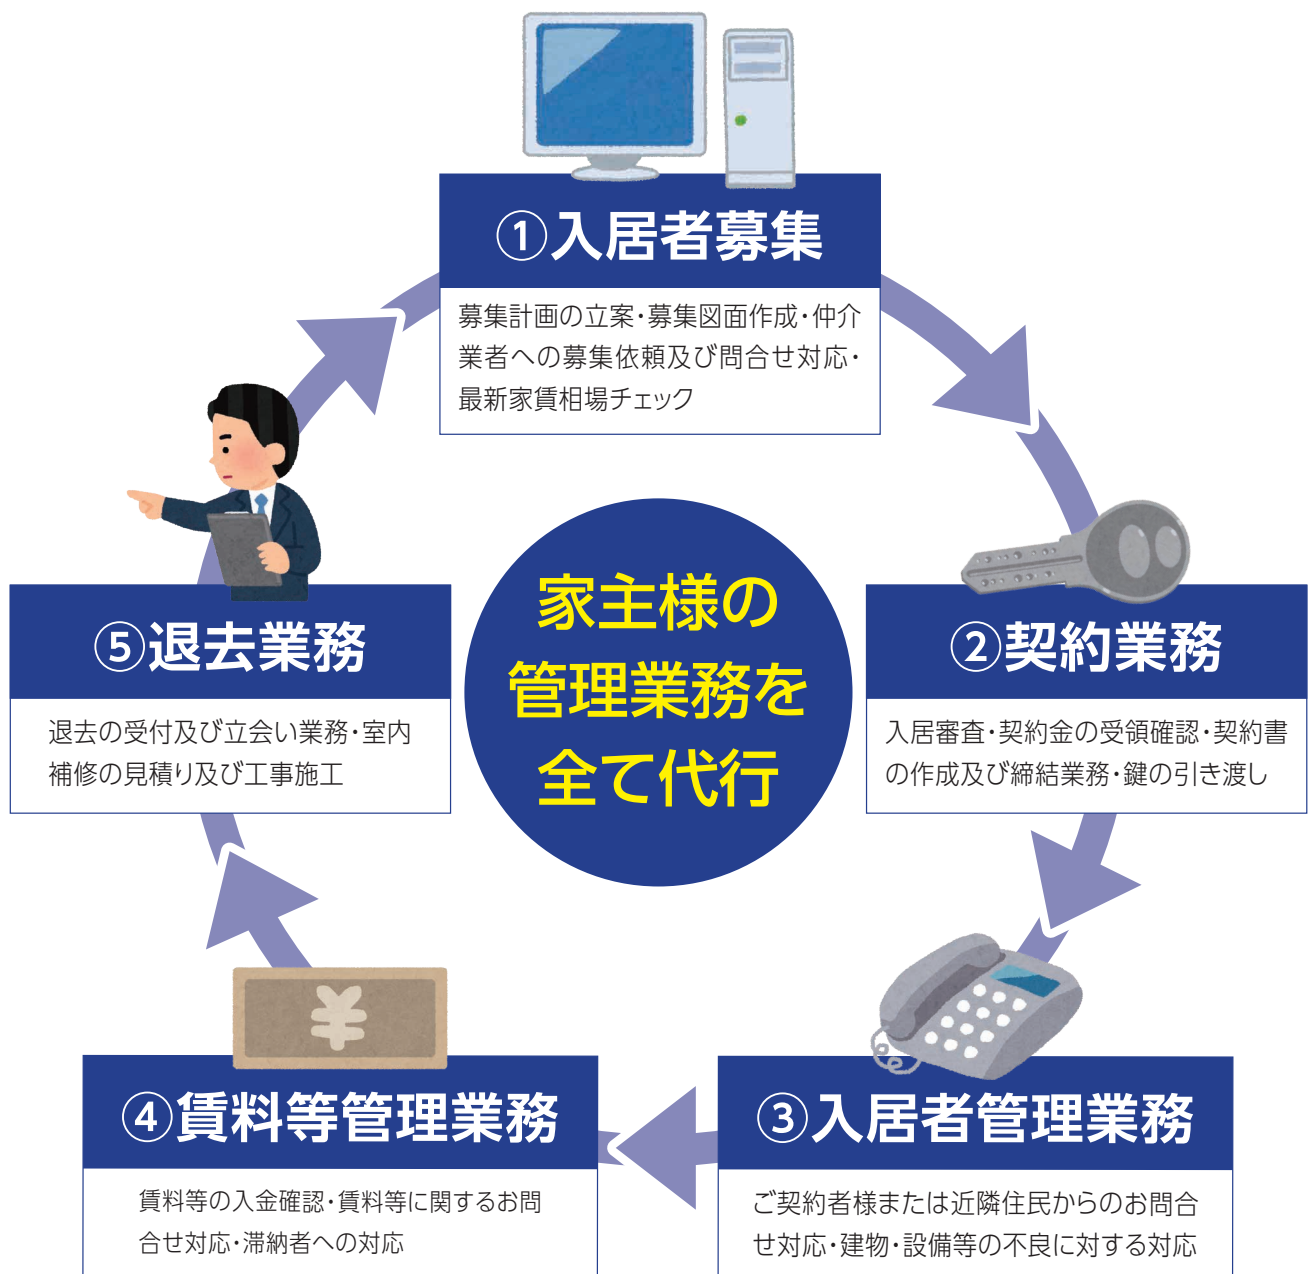 ①入居者募集
募集計画の立案・募集図面作成・仲介
業者への募集依頼及び問合せ対応・
最新家賃相場チェック
家主様の
管理業務を
全て代行
②契約業務
入居審査・契約金の受領確認・契約書
の作成及び締結業務・鍵の引き渡し
③入居者管理業務
ご契約者様または近隣住民からのお問合
せ対応・建物・設備等の不良に対する対応
④賃料等管理業務
賃料等の入金確認・賃料等に関するお問
合せ対応・滞納者への対応
⑤退去業務
退去の受付及び立会い業務・室内
補修の見積り及び工事施工
¥